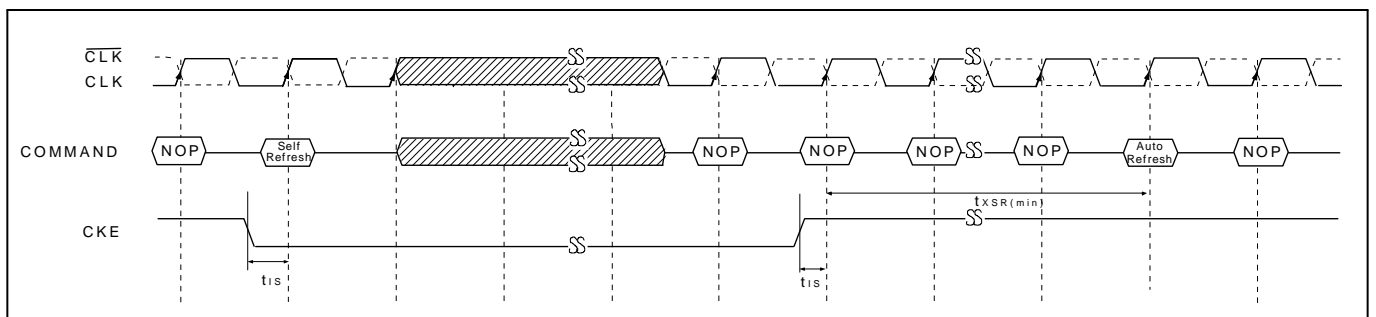 CLK
CLK
COMMAND
NOP
Self
Refresh
NOP
NOP
NOP
NOP
Auto
Refresh
NOP
tXSR(min)
CKE
tIS
tIS